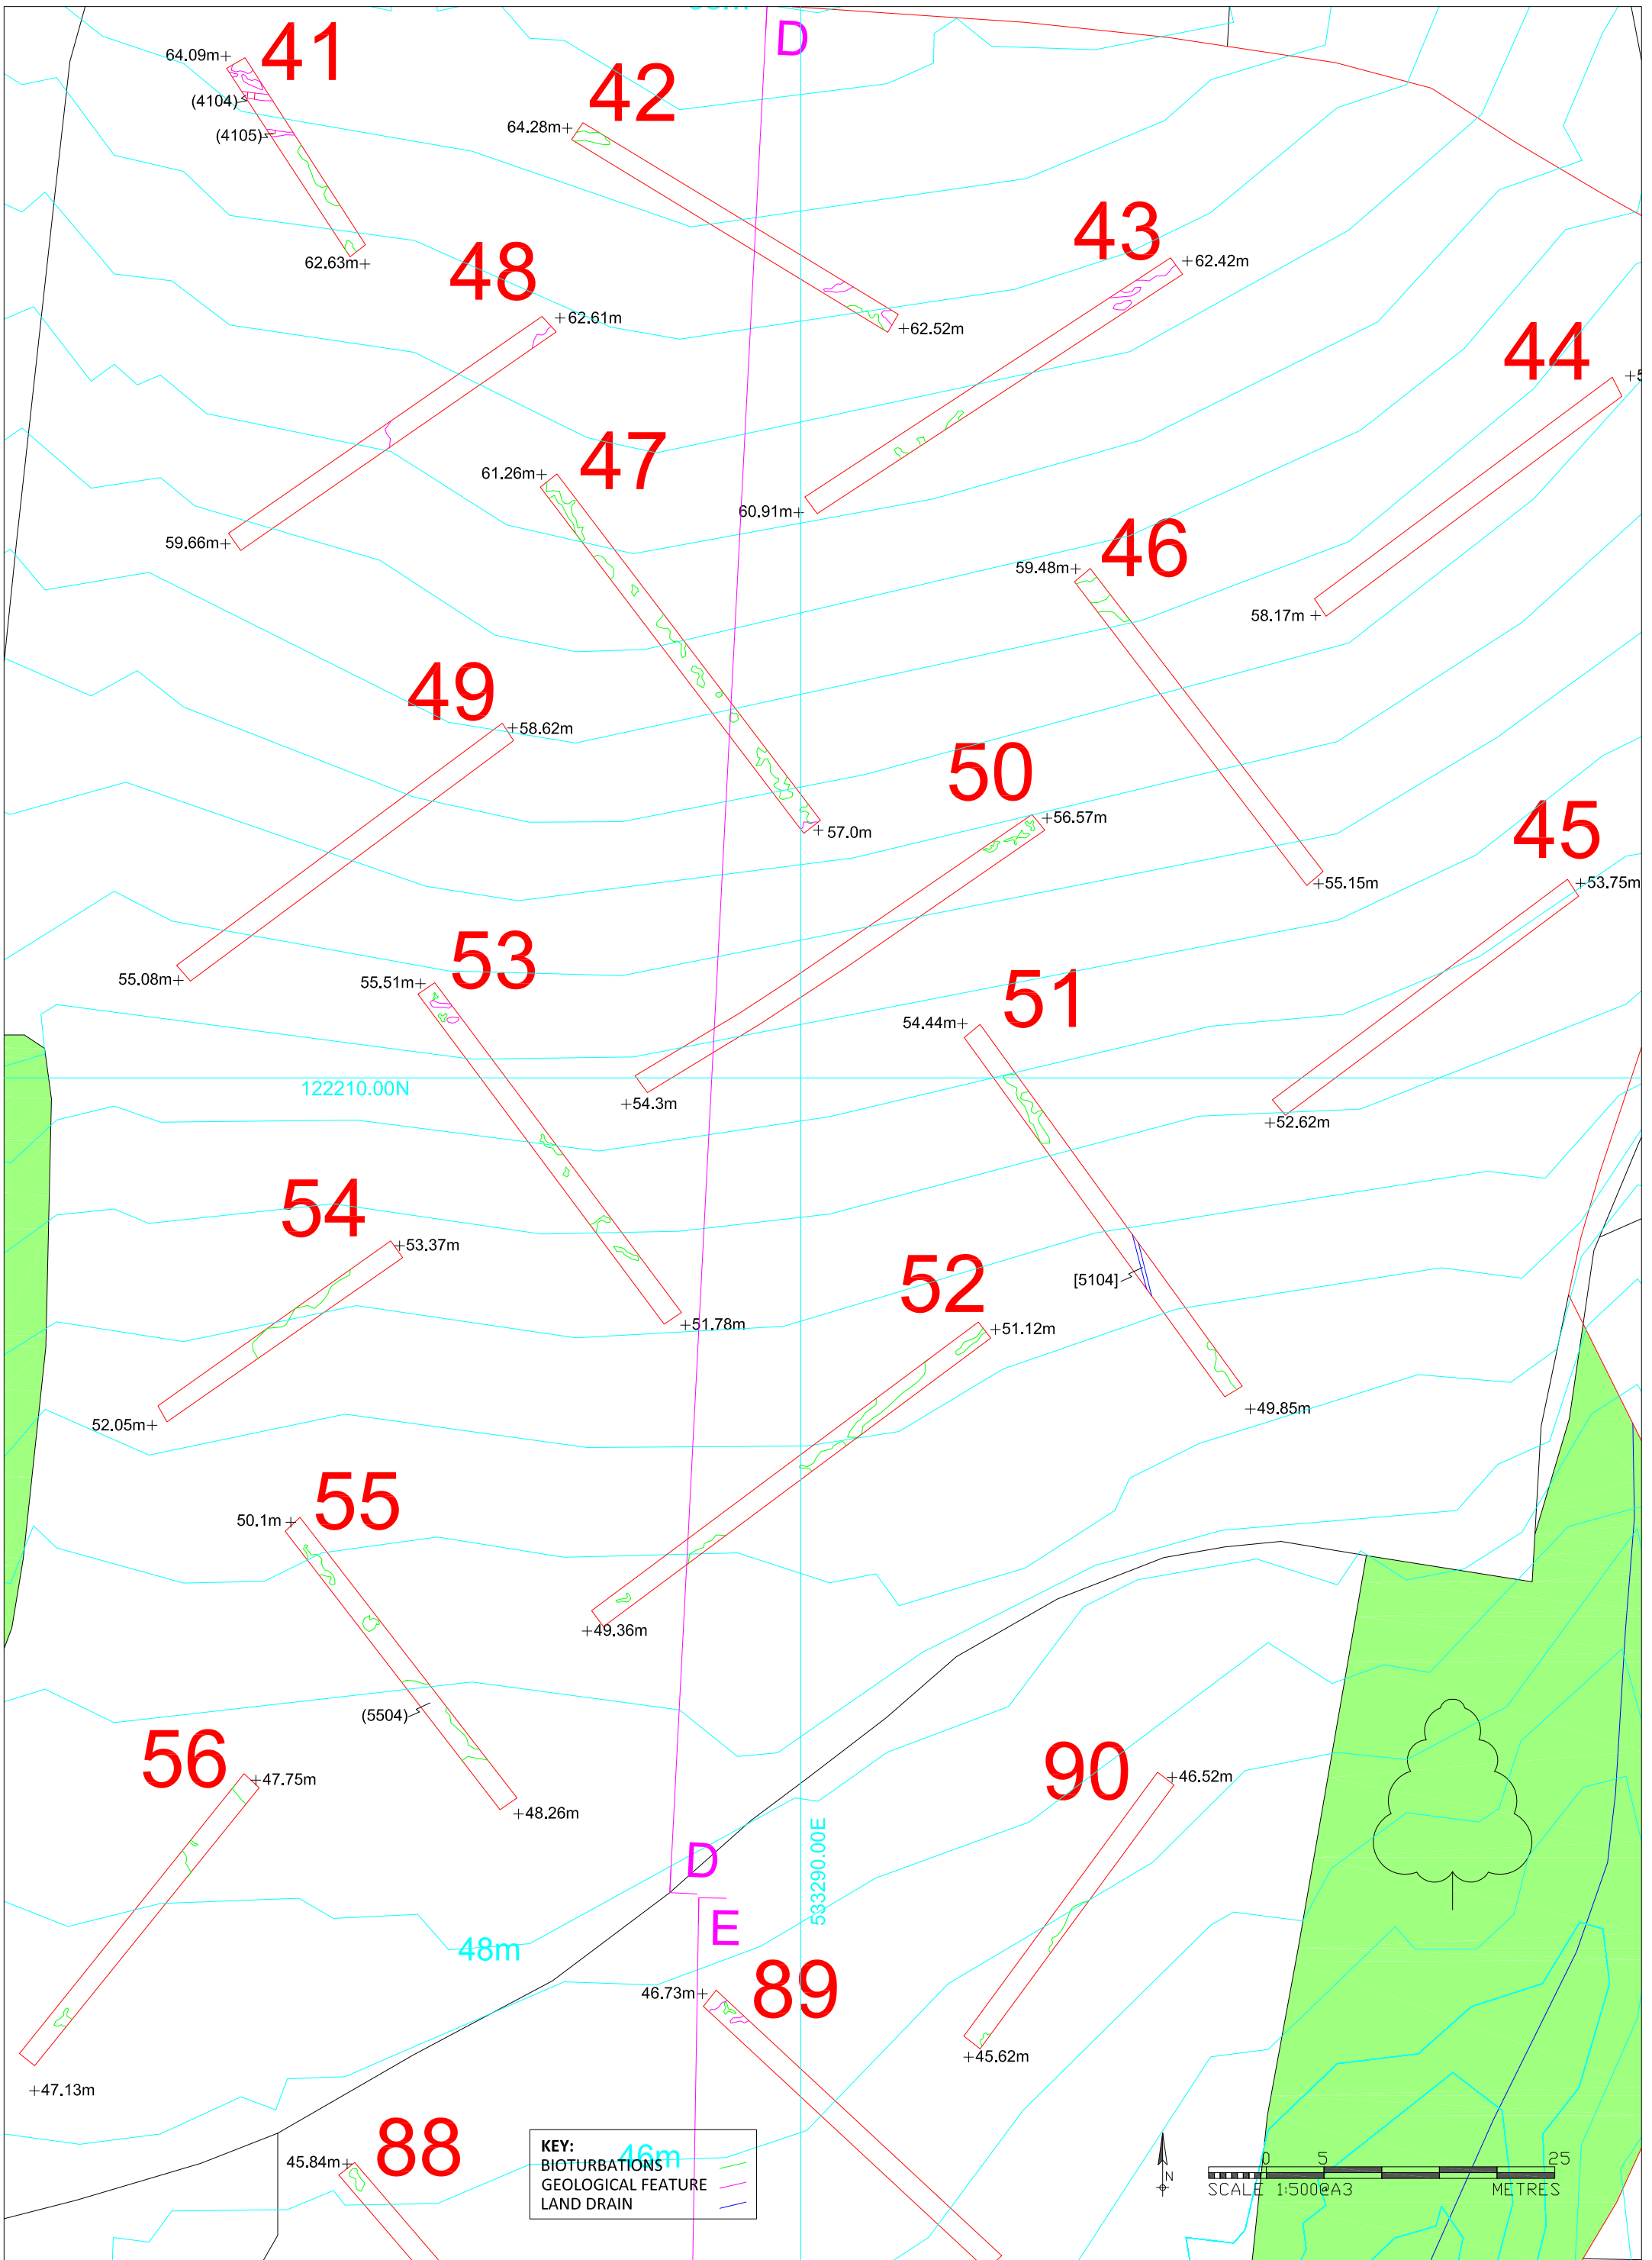 D
64.09m+
41
(4104)
(4105)
62.63m+
64.28m+
42
+62.52m
43
+62.42m
60.91m+
48
+62.61m
59.66m+
44
58.17m +
61.26m+
47
+57.0m
59.48m+
46
+55.15m
49
+58.62m
55.08m+
50
+56.57m
+54.3m
45
+53.75m
+52.62m
55.51m+
53
+51.78m
54.44m+
51
[5104]
+49.85m
122210.00N
54
+53.37m
52.05m+
52
+51.12m
+49.36m
50.1m+
55
(5504)
+48.26m
56
+47.75m
+47.13m
90
+46.52m
+45.62m
D
E
533290.00E
48m
46.73m+
89
45.84m+
88
46m
KEY:
BIOTURBATIONS
GEOLOGICAL FEATURE
LAND DRAIN
N
0 5 25
SCALE 1:500@A3 METRES